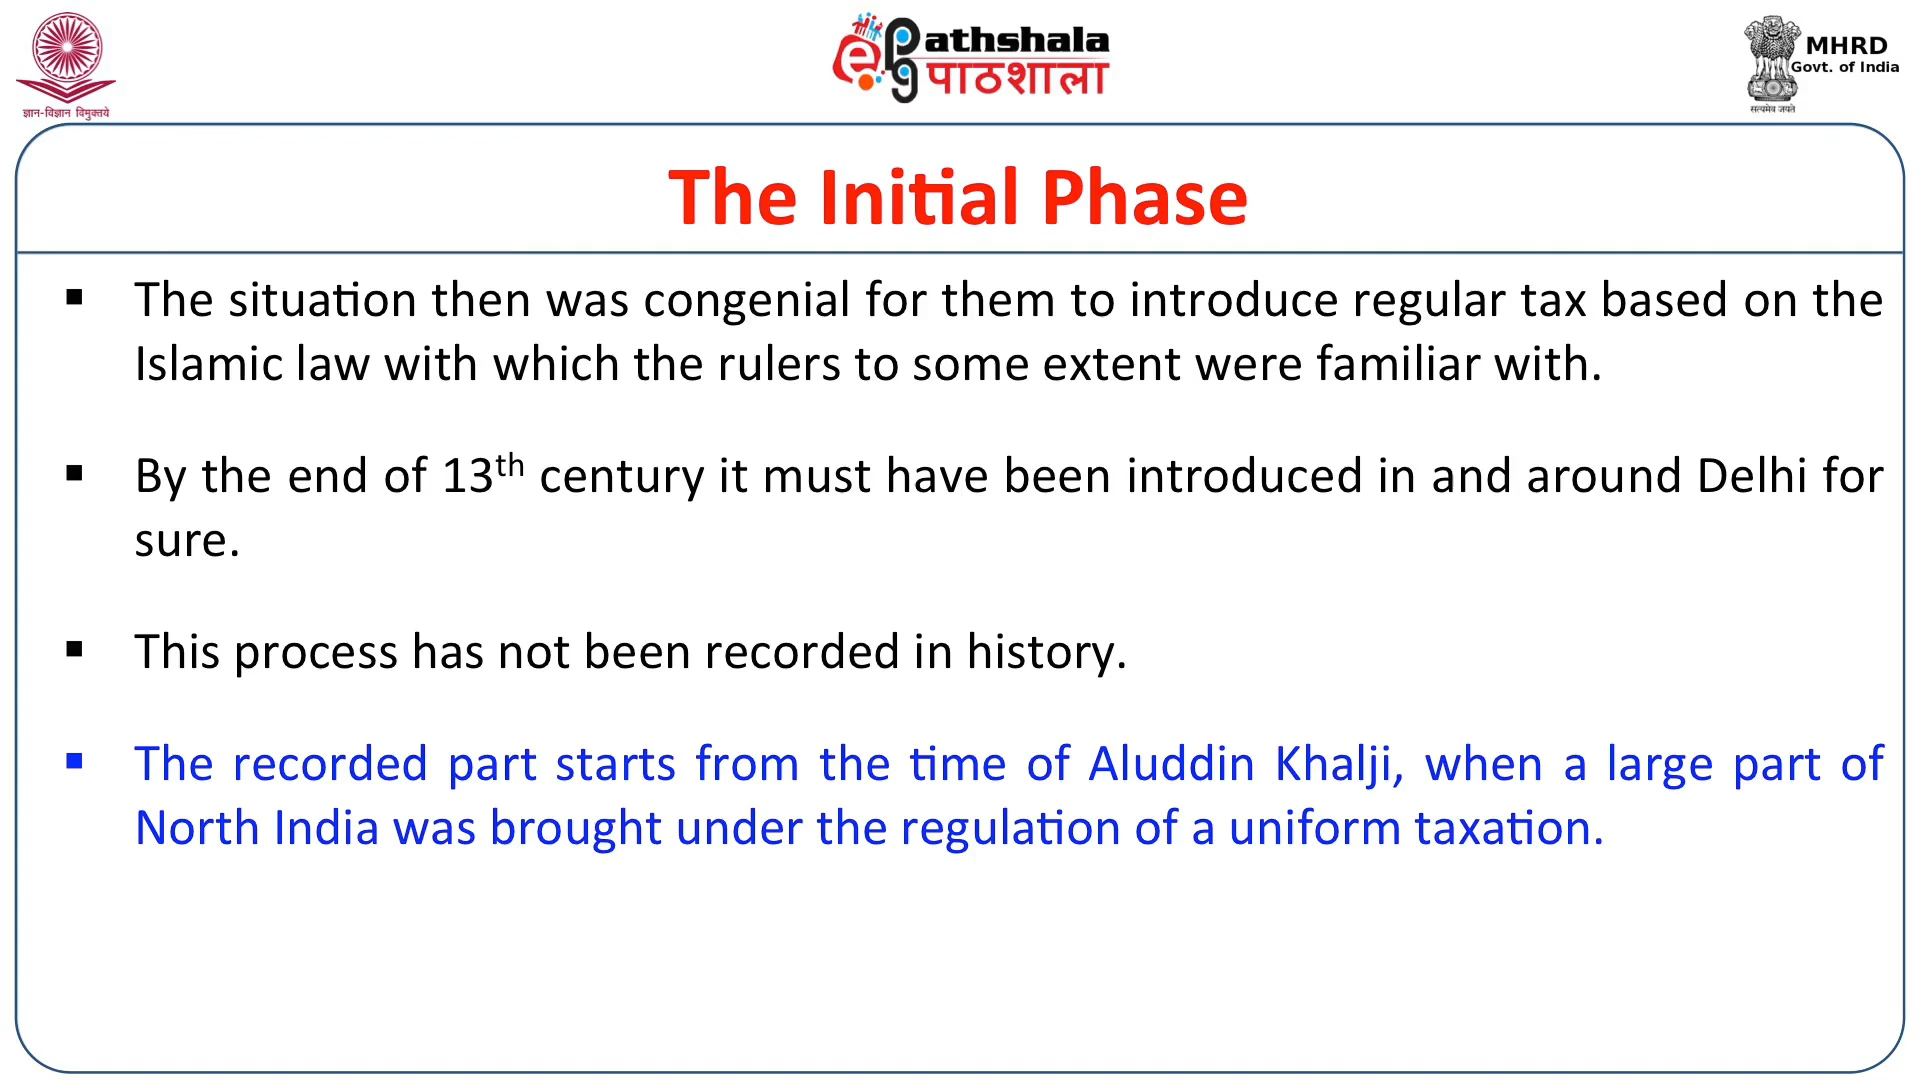 ज्ञान-विज्ञान विमुक्तये
e pg Pathshala
पाठशाला
MHRD
Govt. of India
सत्यमेव जयते
The Initial Phase
▪ The situation then was congenial for them to introduce regular tax based on the
Islamic law with which the rulers to some extent were familiar with.
▪ By the end of 13th century it must have been introduced in and around Delhi for
sure.
▪ This process has not been recorded in history.
▪ The recorded part starts from the time of Aluddin Khalji, when a large part of
North India was brought under the regulation of a uniform taxation.